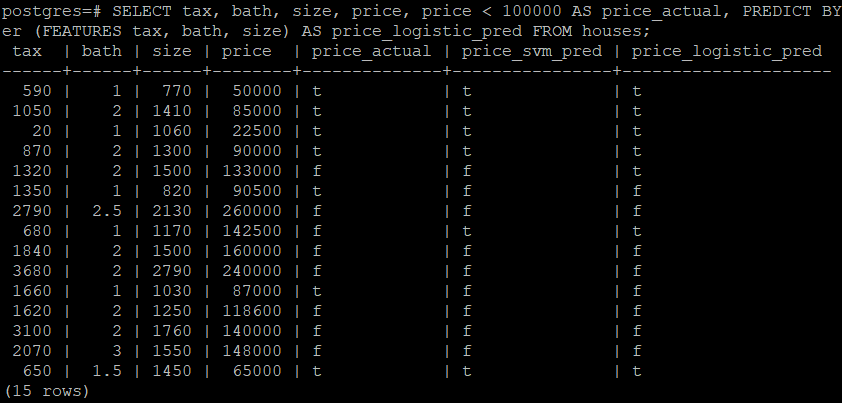 postgres=# SELECT tax, bath, size, price, price < 100000 AS price_actual, PREDICT BY
er (FEATURES tax, bath, size) AS price_logistic_pred FROM houses;
 tax  | bath | size | price  | price_actual | price_svm_pred | price_logistic_pred
------+------+------+--------+--------------+----------------+---------------------
  590 |    1 |  770 |  50000 | t            | t              | t
 1050 |    2 | 1410 |  85000 | t            | t              | t
   20 |    1 | 1060 |  22500 | t            | t              | t
  870 |    2 | 1300 |  90000 | t            | t              | t
 1320 |    2 | 1500 | 133000 | f            | t              | t
 1350 |    1 |  820 |  90500 | t            | f              | f
 2790 |  2.5 | 2130 | 260000 | f            | f              | f
  680 |    1 | 1170 | 142500 | f            | t              | t
 1840 |    2 | 1500 | 160000 | f            | f              | f
 3680 |    2 | 2790 | 240000 | f            | f              | f
 1660 |    1 | 1030 |  87000 | t            | f              | f
 1620 |    2 | 1250 | 118600 | f            | f              | f
 3100 |    2 | 1760 | 140000 | f            | f              | f
 2070 |    3 | 1550 | 148000 | f            | f              | f
  650 |  1.5 | 1450 |  65000 | t            | t              | t
(15 rows)